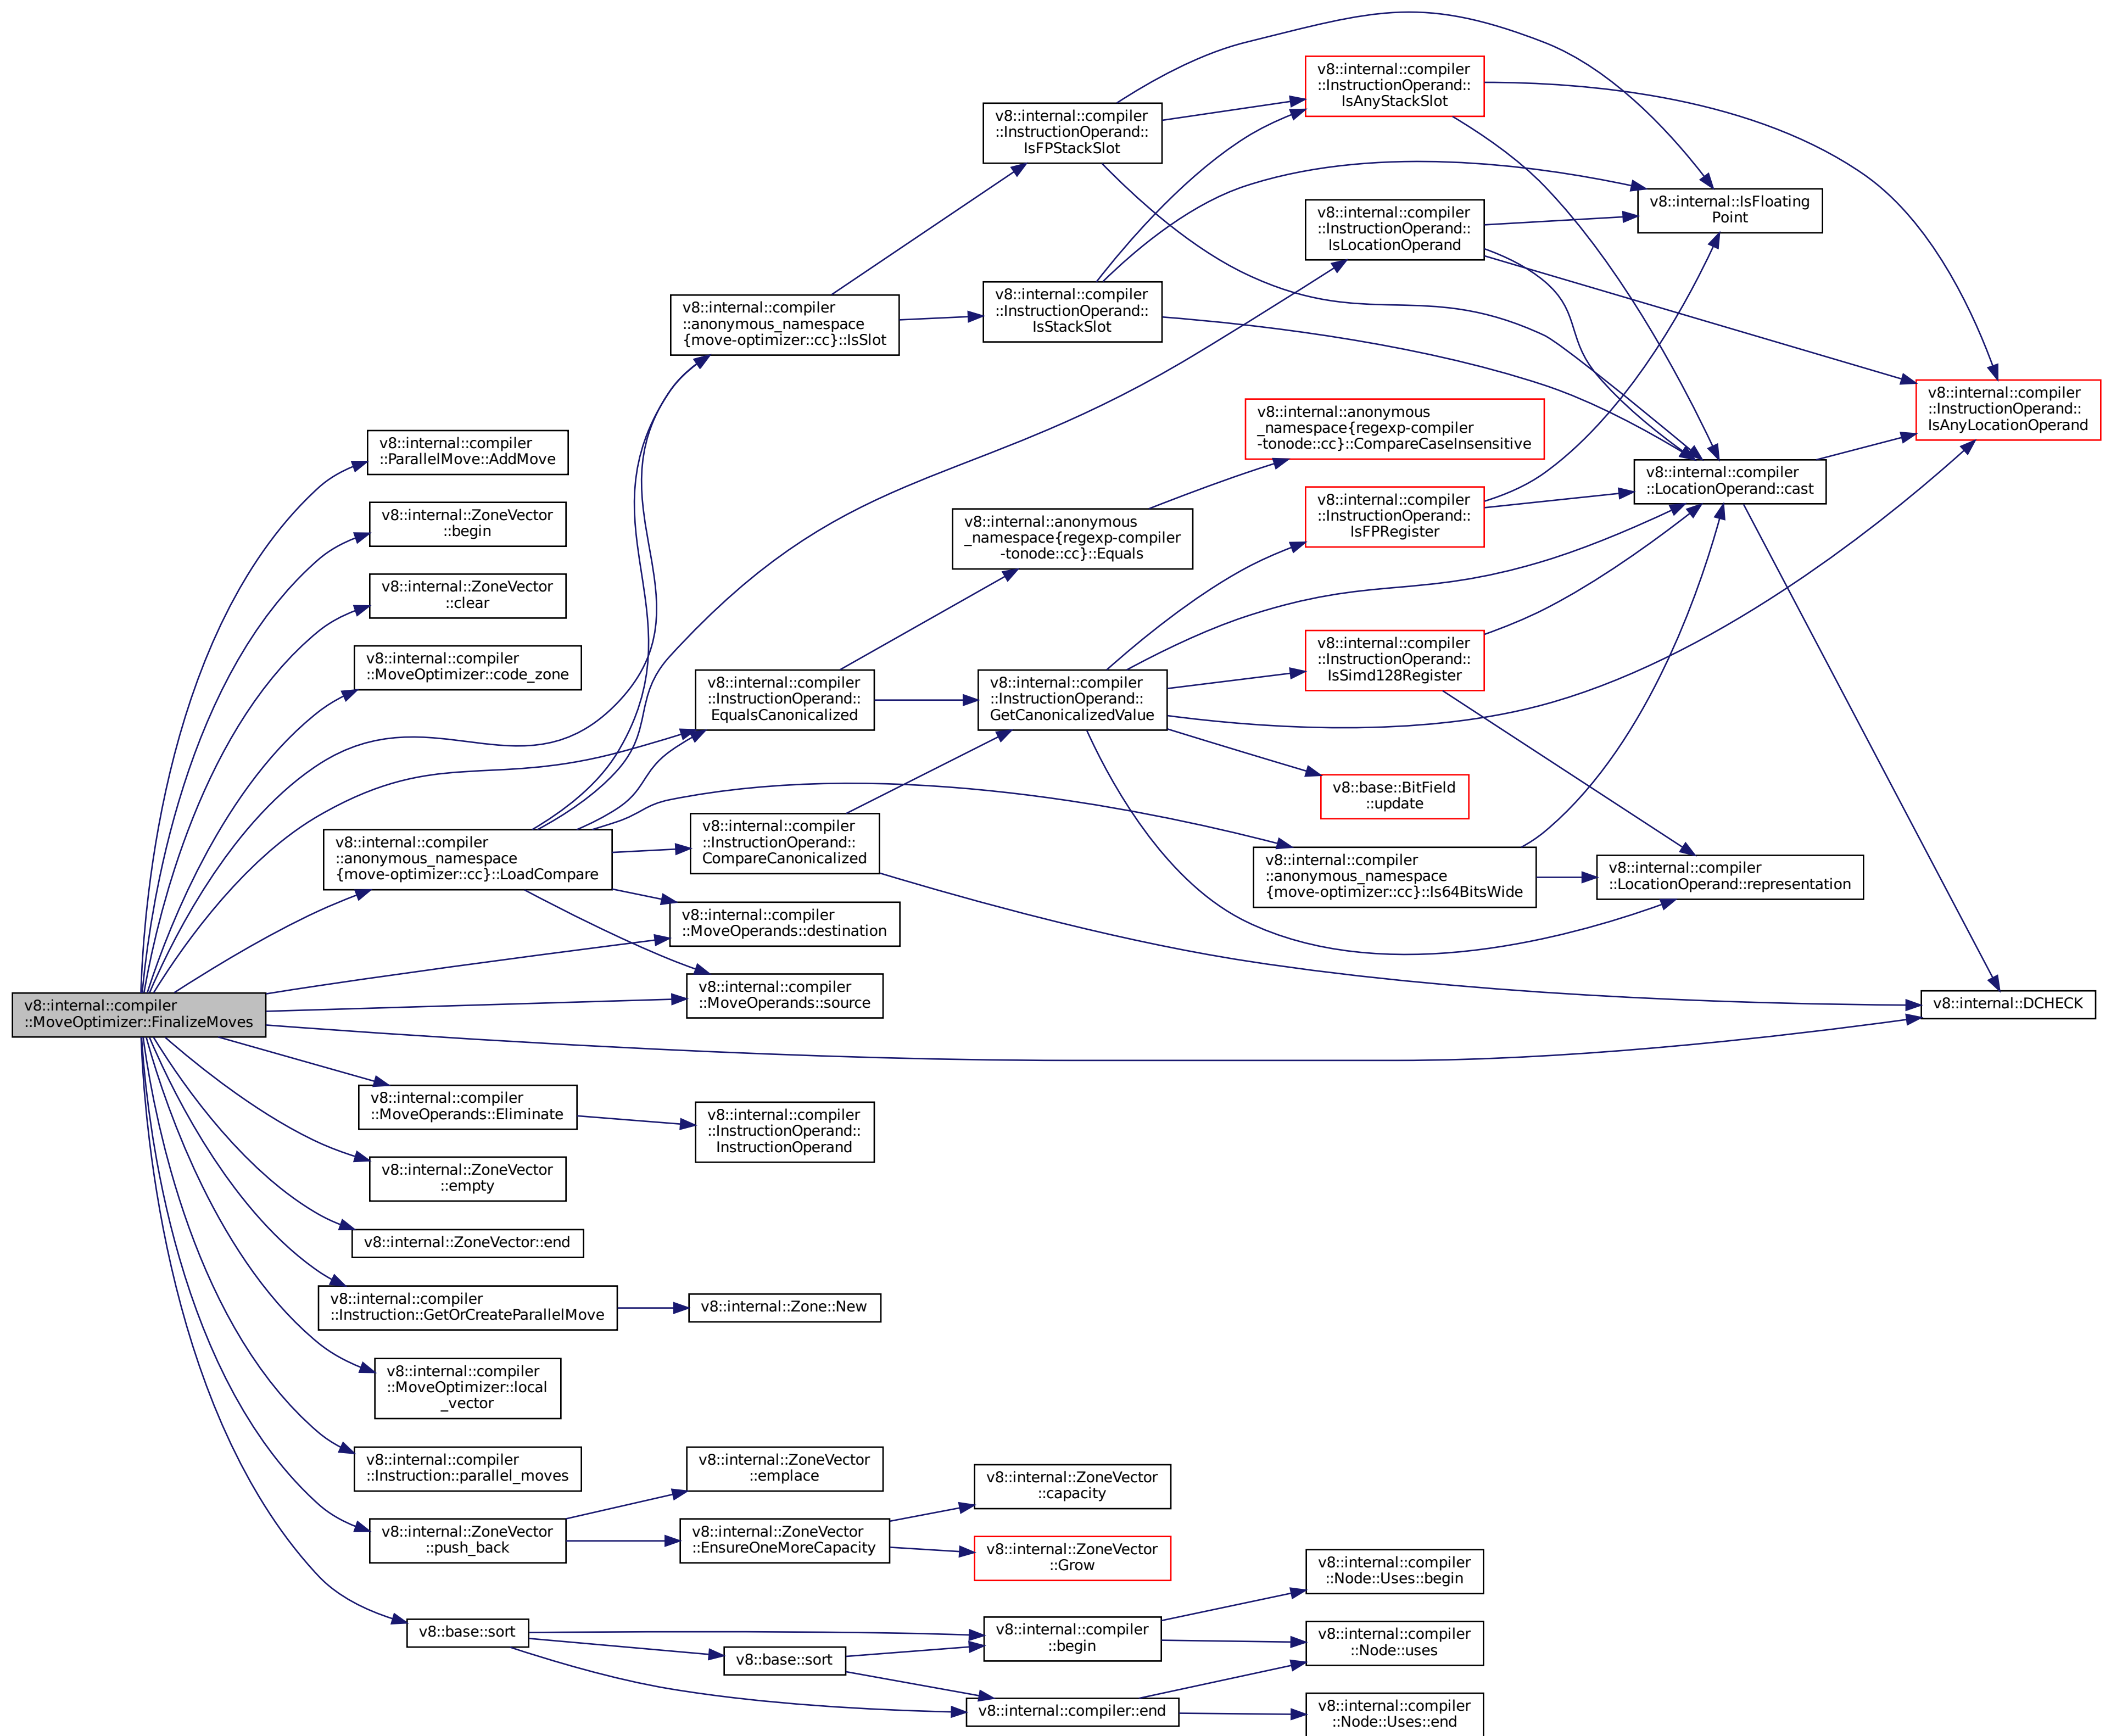 v8::internal::compiler
::MoveOptimizer::FinalizeMoves
v8::internal::compiler
::ParallelMove::AddMove
v8::internal::ZoneVector
::begin
v8::internal::ZoneVector
::clear
v8::internal::compiler
::MoveOptimizer::code_zone
v8::internal::compiler
::anonymous_namespace
{move-optimizer::cc}::LoadCompare
v8::internal::compiler
::MoveOperands::Eliminate
v8::internal::ZoneVector
::empty
v8::internal::ZoneVector::end
v8::internal::compiler
::Instruction::GetOrCreateParallelMove
v8::internal::compiler
::MoveOptimizer::local
_vector
v8::internal::compiler
::Instruction::parallel_moves
v8::internal::ZoneVector
::push_back
v8::base::sort
v8::internal::compiler
::anonymous_namespace
{move-optimizer::cc}::IsSlot
v8::internal::compiler
::InstructionOperand::
EqualsCanonicalized
v8::internal::compiler
::InstructionOperand::
CompareCanonicalized
v8::internal::compiler
::MoveOperands::destination
v8::internal::compiler
::MoveOperands::source
v8::internal::compiler
::InstructionOperand::
InstructionOperand
v8::internal::Zone::New
v8::internal::ZoneVector
::emplace
v8::internal::ZoneVector
::EnsureOneMoreCapacity
v8::base::sort
v8::internal::compiler
::InstructionOperand::
IsFPStackSlot
v8::internal::compiler
::InstructionOperand::
IsStackSlot
v8::internal::anonymous
_namespace{regexp-compiler
-tonode::cc}::Equals
v8::internal::compiler
::InstructionOperand::
GetCanonicalizedValue
v8::internal::ZoneVector
::capacity
v8::internal::ZoneVector
::Grow
v8::internal::compiler
::begin
v8::internal::compiler::end
v8::internal::compiler
::InstructionOperand::
IsAnyStackSlot
v8::internal::compiler
::InstructionOperand::
IsLocationOperand
v8::internal::anonymous
_namespace{regexp-compiler
-tonode::cc}::CompareCaseInsensitive
v8::internal::compiler
::InstructionOperand::
IsFPRegister
v8::internal::compiler
::InstructionOperand::
IsSimd128Register
v8::base::BitField
::update
v8::internal::compiler
::anonymous_namespace
{move-optimizer::cc}::Is64BitsWide
v8::internal::compiler
::Node::Uses::begin
v8::internal::compiler
::Node::uses
v8::internal::compiler
::Node::Uses::end
v8::internal::IsFloating
Point
v8::internal::compiler
::LocationOperand::cast
v8::internal::compiler
::LocationOperand::representation
v8::internal::compiler
::InstructionOperand::
IsAnyLocationOperand
v8::internal::DCHECK